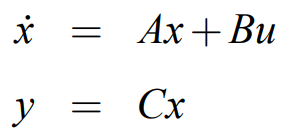 ẋ = Ax + Bu
y = Cx